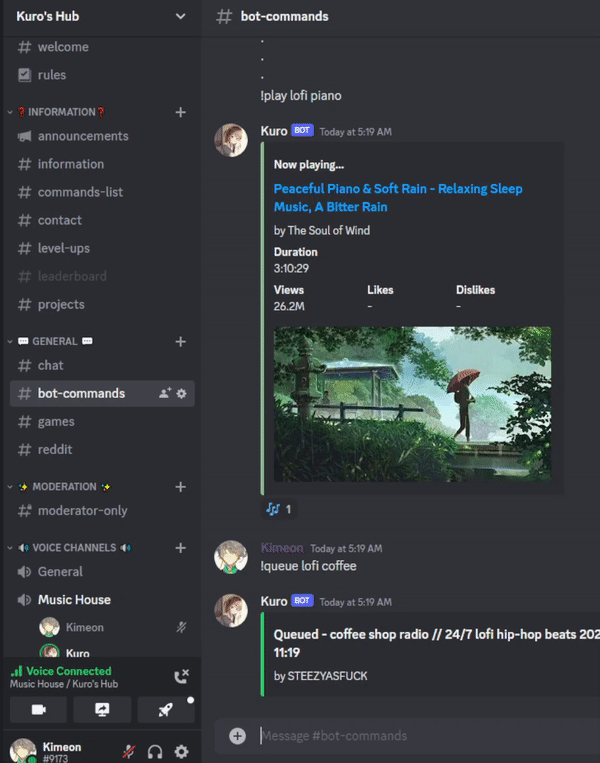 Kuro's Hub
welcome
rules
❓ INFORMATION❓
announcements
information
commands-list
contact
level-ups
leaderboard
projects
💬 GENERAL 💬
chat
bot-commands
games
reddit
✨ MODERATION ✨
moderator-only
🔊 VOICE CHANNELS 🔊
General
Music House
Kimeon
Kuro
Voice Connected
Music House / Kuro's Hub
Kimeon
#9173
bot-commands
.
.
.
!play lofi piano
Kuro BOT Today at 5:19 AM
Now playing...
Peaceful Piano & Soft Rain - Relaxing Sleep
Music, A Bitter Rain
by The Soul of Wind
Duration
3:10:29
Views Likes Dislikes
26.2M - -
🎶 1
Kimeon Today at 5:19 AM
!queue lofi coffee
Kuro BOT Today at 5:19 AM
Queued - coffee shop radio // 24/7 lofi hip-hop beats 202
11:19
by STEEZYASFUCK
Message #bot-commands